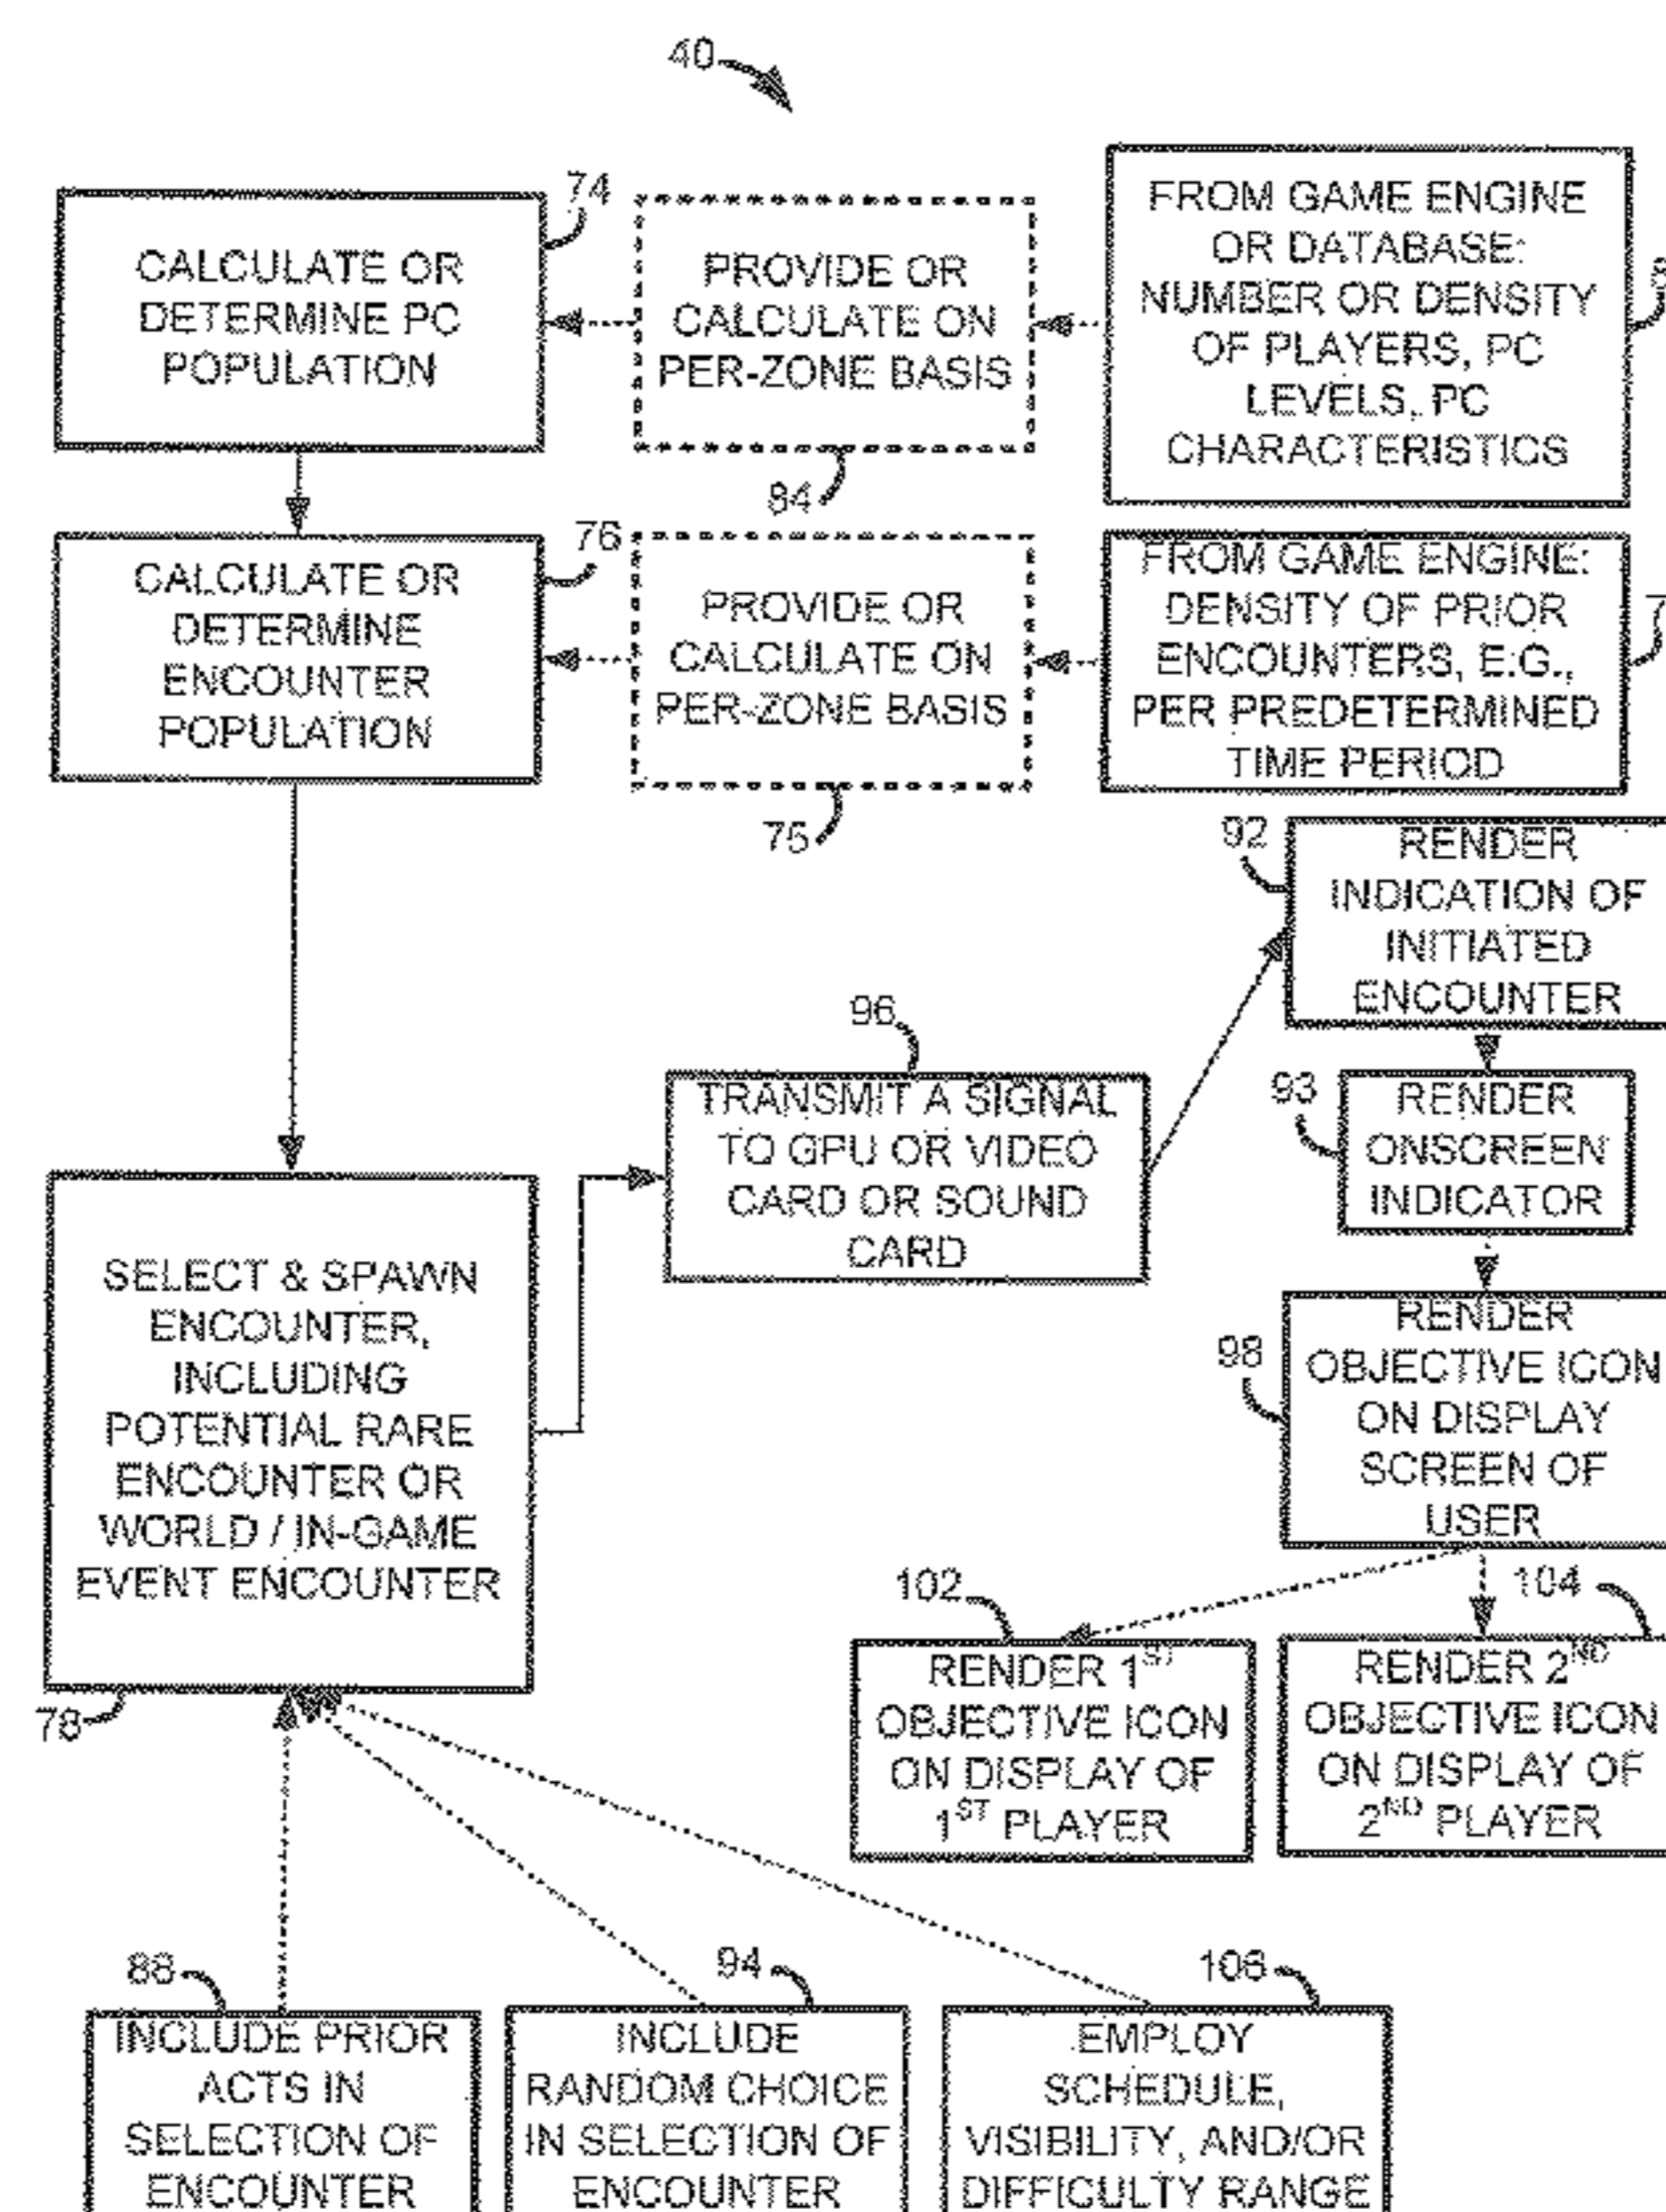 40
74
CALCULATE OR
DETERMINE PC
POPULATION
PROVIDE OR
CALCULATE ON
PER-ZONE BASIS
84
FROM GAME ENGINE
OR DATABASE:
NUMBER OR DENSITY
OF PLAYERS, PC
LEVELS, PC
CHARACTERISTICS
76
CALCULATE OR
DETERMINE
ENCOUNTER
POPULATION
PROVIDE OR
CALCULATE ON
PER-ZONE BASIS
75
FROM GAME ENGINE:
DENSITY OF PRIOR
ENCOUNTERS, E.G.,
PER PREDETERMINED
TIME PERIOD
92
RENDER
INDICATION OF
INITIATED
ENCOUNTER
96
TRANSMIT A SIGNAL
TO GPU OR VIDEO
CARD OR SOUND
CARD
93
RENDER
ONSCREEN
INDICATOR
SELECT & SPAWN
ENCOUNTER,
INCLUDING
POTENTIAL RARE
ENCOUNTER OR
WORLD / IN-GAME
EVENT ENCOUNTER
78
98
RENDER
OBJECTIVE ICON
ON DISPLAY
SCREEN OF
USER
102
RENDER 1ST
OBJECTIVE ICON
ON DISPLAY OF
1ST PLAYER
104
RENDER 2ND
OBJECTIVE ICON
ON DISPLAY OF
2ND PLAYER
88
INCLUDE PRIOR
ACTS IN
SELECTION OF
ENCOUNTER
94
INCLUDE
RANDOM CHOICE
IN SELECTION OF
ENCOUNTER
106
EMPLOY
SCHEDULE,
VISIBILITY, AND/OR
DIFFICULTY RANGE